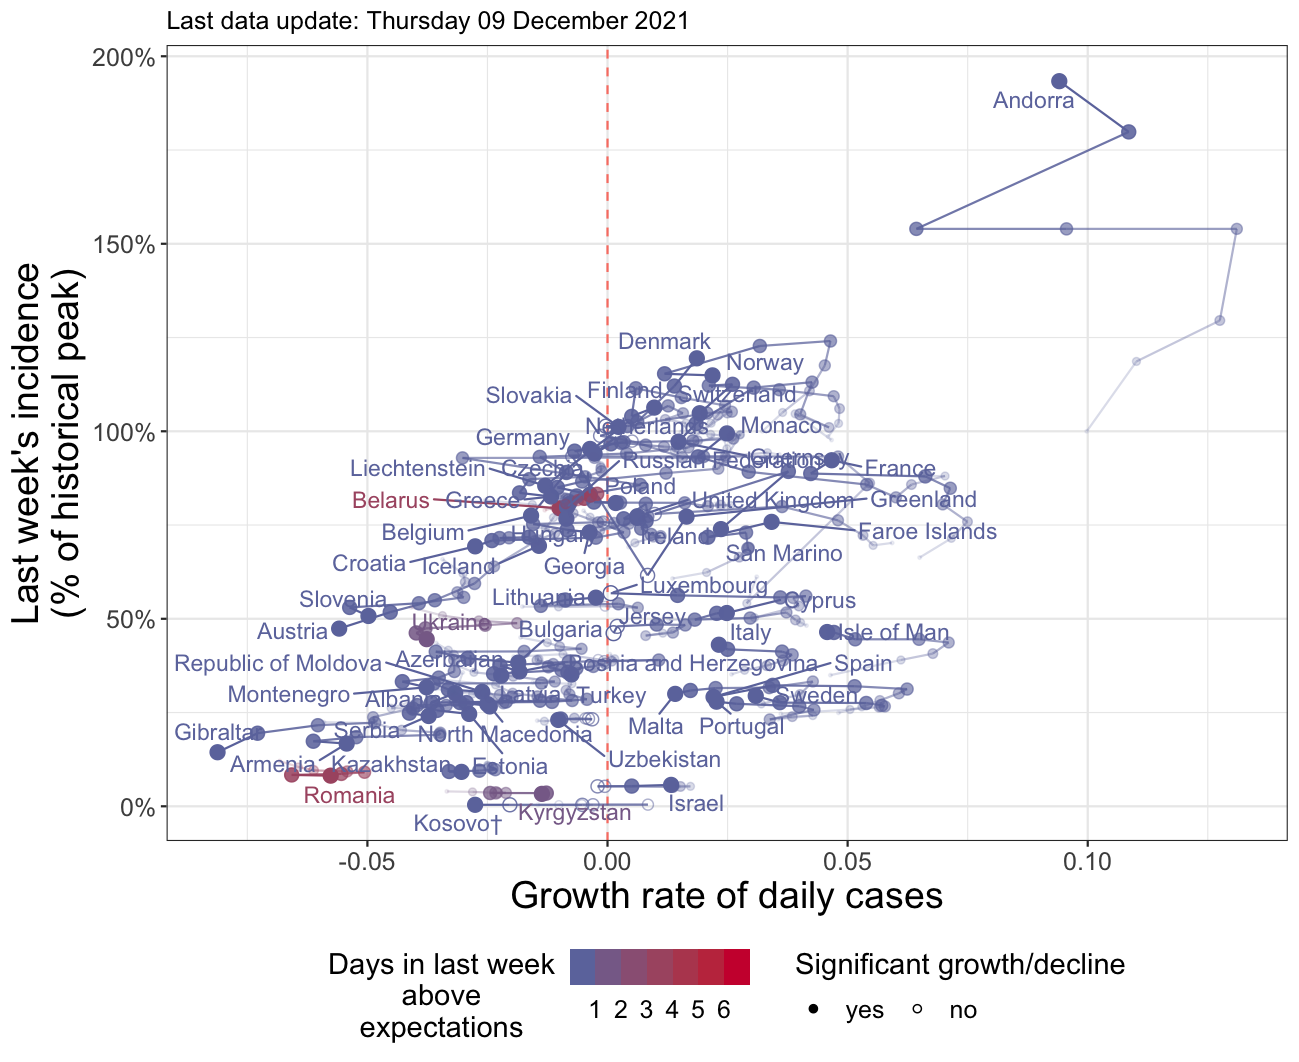 Last data update: Thursday 09 December 2021
200%
150%
100%
50%
0%
Last week's incidence
(% of historical peak)
Andorra
Denmark
Norway
Finland
Slovakia
Switzerland
Netherlands
Monaco
Germany
Guernsey
Russian Federation
Liechtenstein
Czechia
France
Poland
Belarus
Greece
United Kingdom
Greenland
Belgium
Hungary
Ireland
Faroe Islands
San Marino
Croatia
Iceland
Georgia
Luxembourg
Slovenia
Lithuania
Cyprus
Jersey
Ukraine
Austria
Bulgaria
Italy
Isle of Man
Republic of Moldova
Azerbaijan
Bosnia and Herzegovina
Spain
Montenegro
Albania
Latvia
Turkey
Sweden
Gibraltar
Serbia
North Macedonia
Malta
Portugal
Armenia
Kazakhstan
Estonia
Uzbekistan
Romania
Kyrgyzstan
Israel
Kosovo†
-0.05
0.00
0.05
0.10
Growth rate of daily cases
Days in last week
above
expectations
1 2 3 4 5 6
Significant growth/decline
yes
no